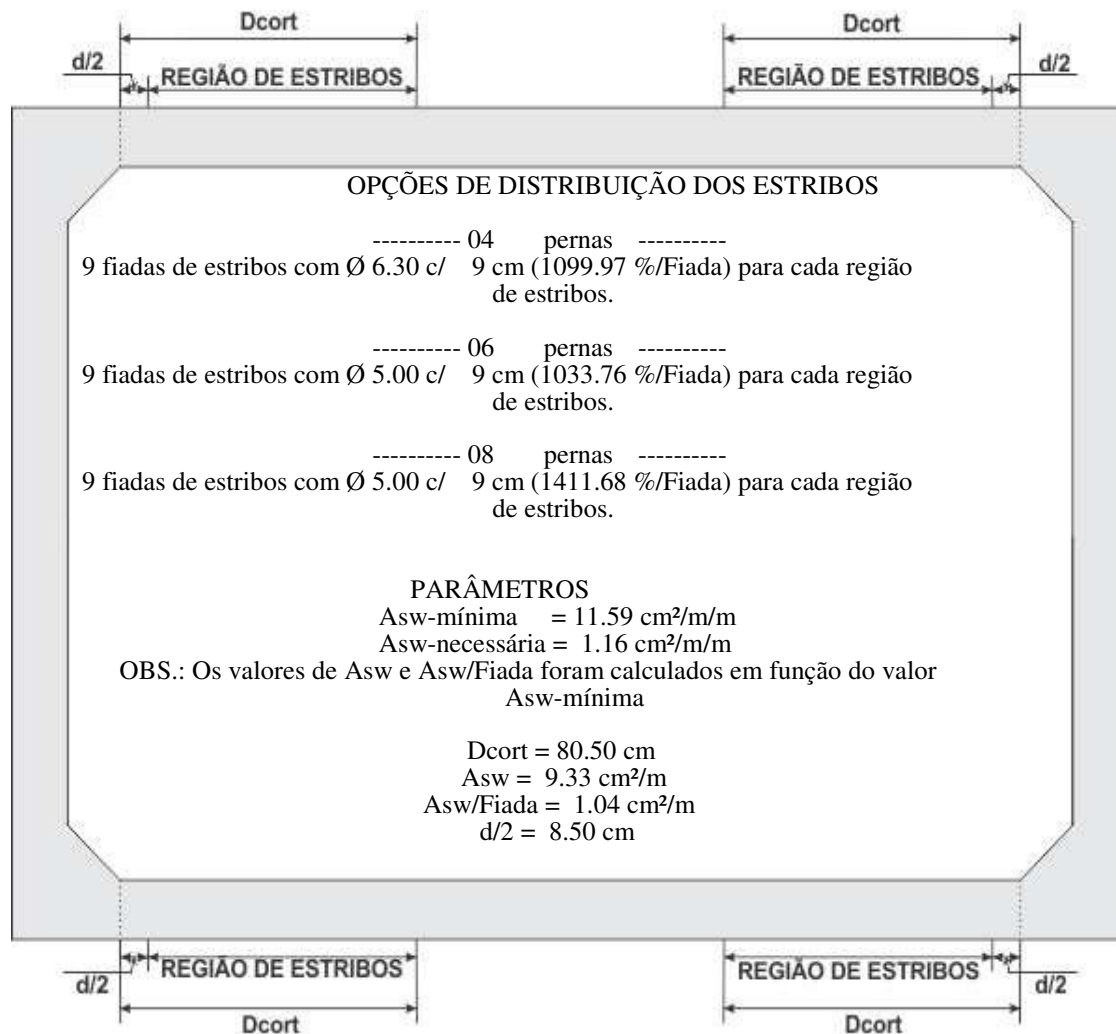 Dcort Dcort
d/2 REGIÃO DE ESTRIBOS REGIÃO DE ESTRIBOS d/2
OPÇÕES DE DISTRIBUIÇÃO DOS ESTRIBOS
---------- 04 pernas ----------
9 fiadas de estribos com Ø 6.30 c/ 9 cm (1099.97 %/Fiada) para cada região
de estribos.
---------- 06 pernas ----------
9 fiadas de estribos com Ø 5.00 c/ 9 cm (1033.76 %/Fiada) para cada região
de estribos.
---------- 08 pernas ----------
9 fiadas de estribos com Ø 5.00 c/ 9 cm (1411.68 %/Fiada) para cada região
de estribos.
PARÂMETROS
Asw-mínima = 11.59 cm²/m/m
Asw-necessária = 1.16 cm²/m/m
OBS.: Os valores de Asw e Asw/Fiada foram calculados em função do valor
Asw-mínima
Dcort = 80.50 cm
Asw = 9.33 cm²/m
Asw/Fiada = 1.04 cm²/m
d/2 = 8.50 cm
d/2 REGIÃO DE ESTRIBOS REGIÃO DE ESTRIBOS d/2
Dcort Dcort